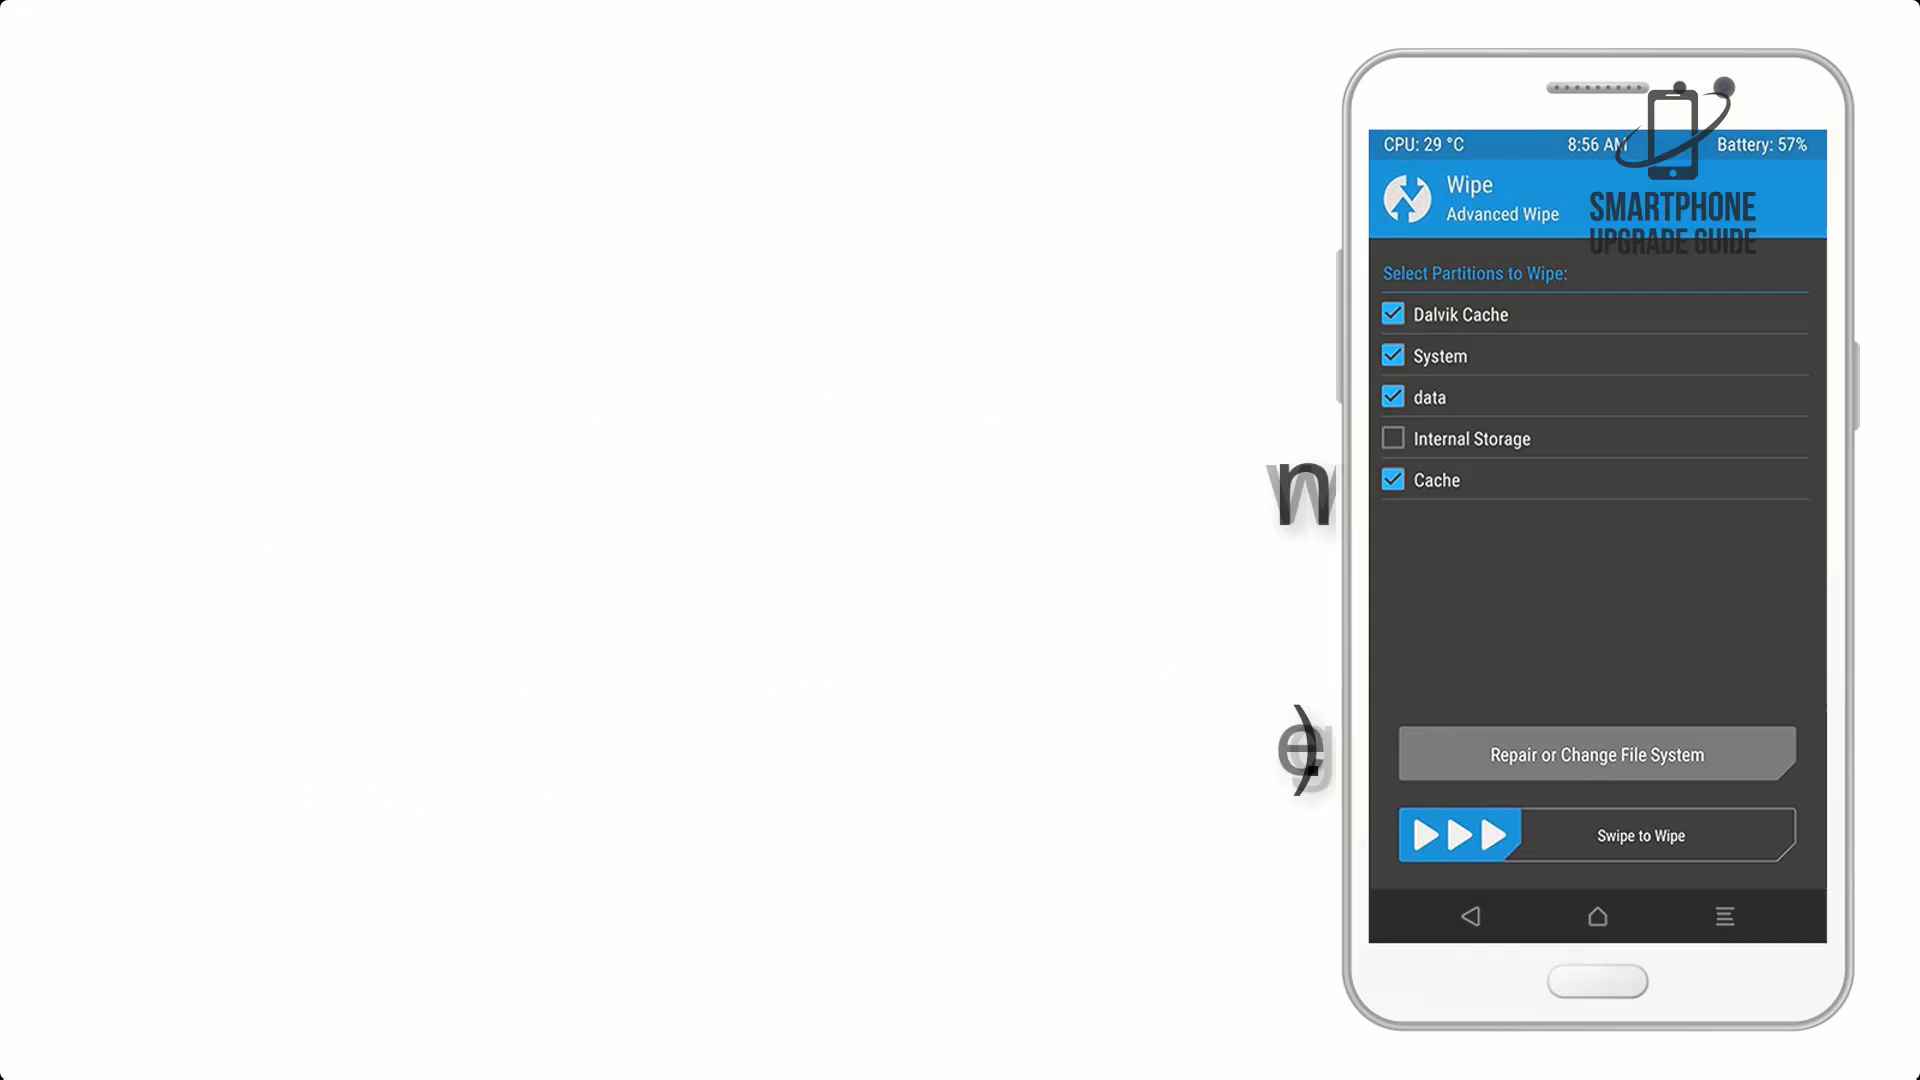 CPU: 29 °C 8:56 AM Battery: 57%
Wipe
Advanced Wipe
SMARTPHONE
UPGRADE GUIDE
Select Partitions to Wipe:
Dalvik Cache
System
data
Internal Storage
Cache
Repair or Change File System
Swipe to Wipe